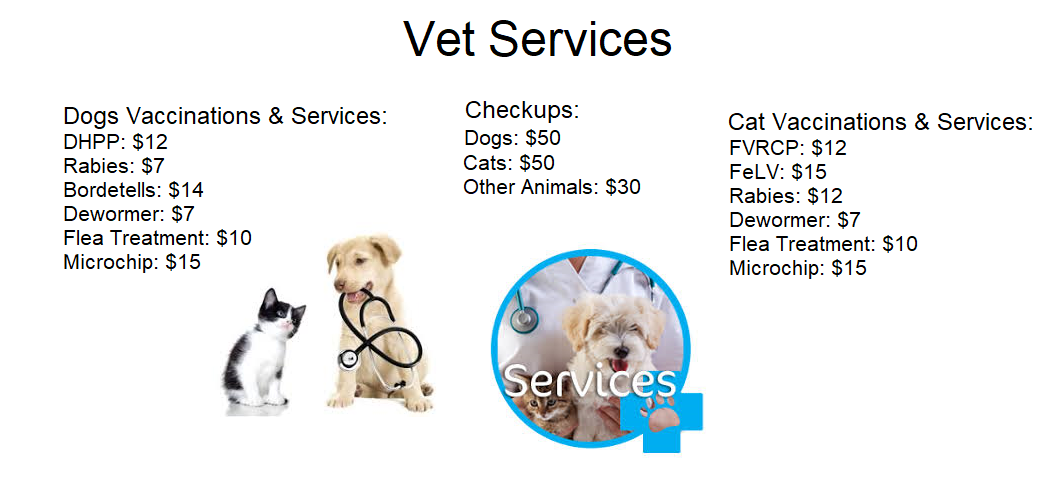 Vet Services
Dogs Vaccinations & Services:
DHPP: $12
Rabies: $7
Bordetells: $14
Dewormer: $7
Flea Treatment: $10
Microchip: $15
Checkups:
Dogs: $50
Cats: $50
Other Animals: $30
Cat Vaccinations & Services:
FVRCP: $12
FeLV: $15
Rabies: $12
Dewormer: $7
Flea Treatment: $10
Microchip: $15
Services